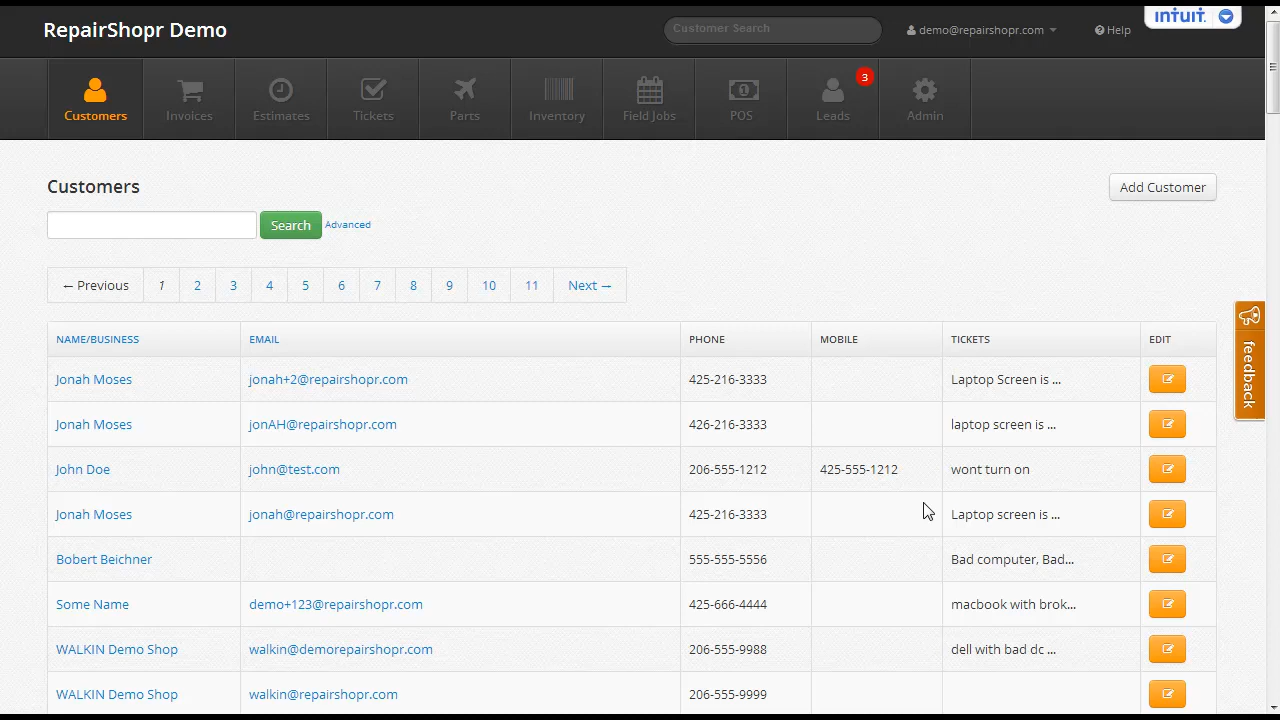 RepairShopr Demo
Customer Search
demo@repairshopr.com
Help
intuit.
Customers
Invoices
Estimates
Tickets
Parts
Inventory
Field Jobs
POS
3
Leads
Admin
Customers
Add Customer
Search
Advanced
← Previous 1 2 3 4 5 6 7 8 9 10 11 Next →
NAME/BUSINESS EMAIL PHONE MOBILE TICKETS EDIT
Jonah Moses jonah+2@repairshopr.com 425-216-3333 Laptop Screen is ...
Jonah Moses jonAH@repairshopr.com 426-216-3333 laptop screen is ...
John Doe john@test.com 206-555-1212 425-555-1212 wont turn on
Jonah Moses jonah@repairshopr.com 425-216-3333 Laptop screen is ...
Bobert Beichner 555-555-5556 Bad computer, Bad...
Some Name demo+123@repairshopr.com 425-666-4444 macbook with brok...
WALKIN Demo Shop walkin@demorepairshopr.com 206-555-9988 dell with bad dc ...
WALKIN Demo Shop walkin@repairshopr.com 206-555-9999
feedback